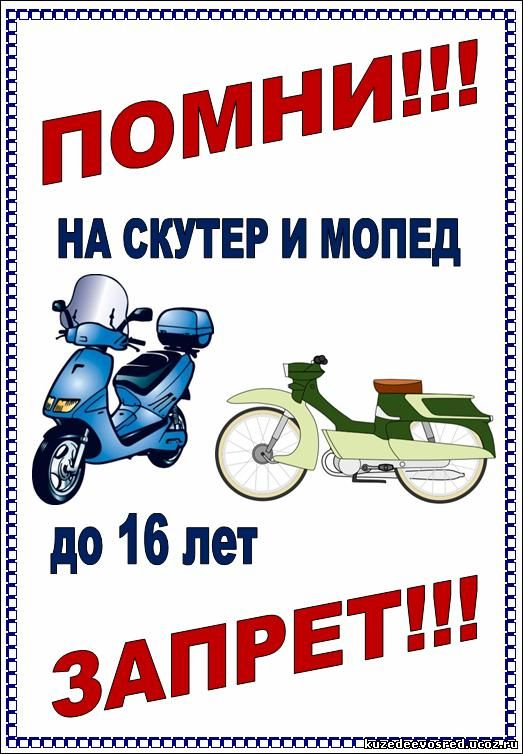 ПОМНИ!!!
НА СКУТЕР И МОПЕД
до 16 лет
ЗАПРЕТ!!!
kuzedeevosred.ucoz.ru